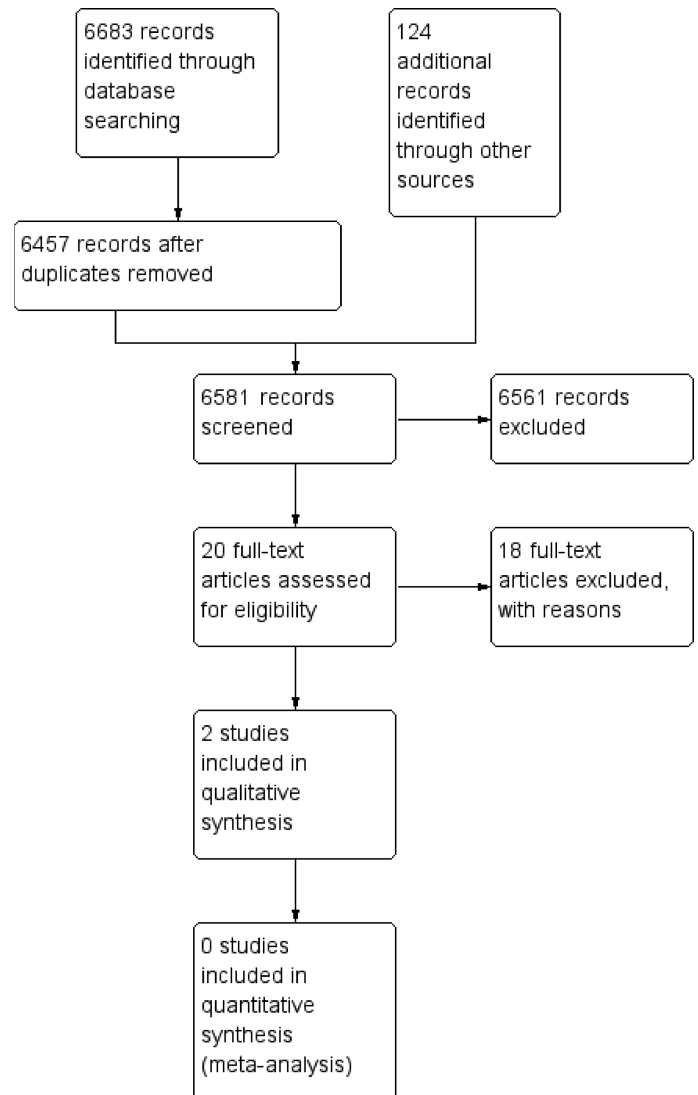 6683 records
identified through
database
searching
124
additional
records
identified
through other
sources
6457 records after
duplicates removed
6581 records
screened
6561 records
excluded
20 full-text
articles assessed
for eligibility
18 full-text
articles excluded,
with reasons
2 studies
included in
qualitative
synthesis
0 studies
included in
quantitative
synthesis
(meta-analysis)